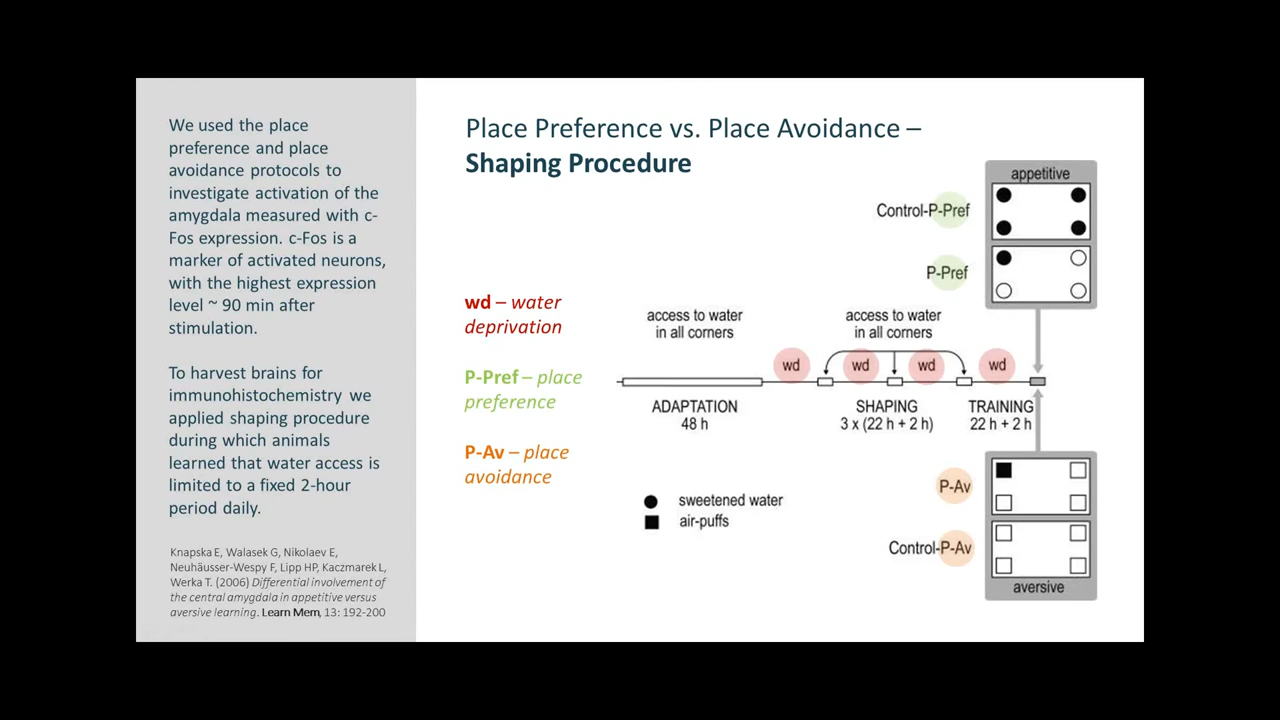 We used the place
preference and place
avoidance protocols to
investigate activation of the
amygdala measured with c-
Fos expression. c-Fos is a
marker of activated neurons,
with the highest expression
level ~ 90 min after
stimulation.
To harvest brains for
immunohistochemistry we
applied shaping procedure
during which animals
learned that water access is
limited to a fixed 2-hour
period daily.
Knapska E, Walasek G, Nikolaev E,
Neuhäusser-Wespy F, Lipp HP, Kaczmarek L,
Werka T. (2006) Differential involvement of
the central amygdala in appetitive versus
aversive learning. Learn Mem, 13: 192-200
Place Preference vs. Place Avoidance –
Shaping Procedure
wd – water
deprivation
P-Pref – place
preference
P-Av – place
avoidance
appetitive
Control-P-Pref
P-Pref
access to water
in all corners
access to water
in all corners
wd
wd
wd
wd
ADAPTATION
48 h
SHAPING
3 x (22 h + 2 h)
TRAINING
22 h + 2 h
sweetened water
air-puffs
P-Av
Control-P-Av
aversive